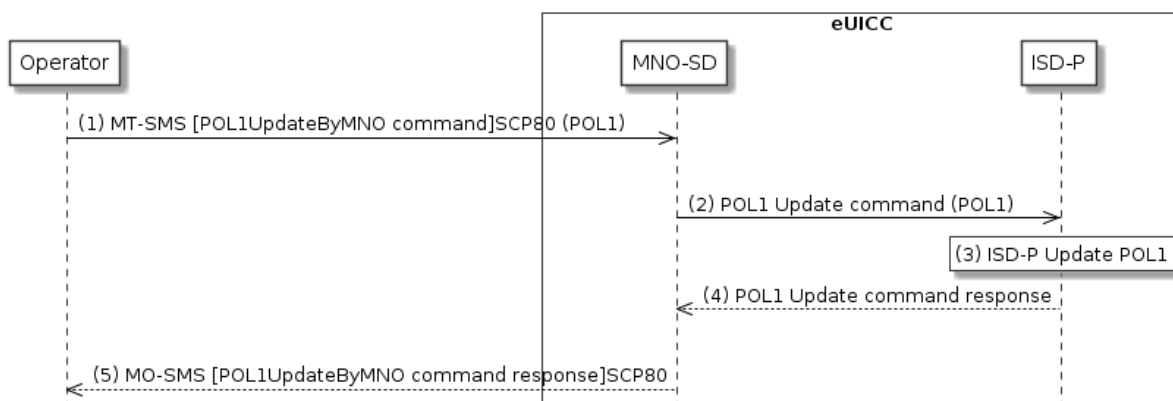 eUICC
Operator
MNO-SD
ISD-P
(1) MT-SMS [POL1UpdateByMNO command]SCP80 (POL1)
(2) POL1 Update command (POL1)
(3) ISD-P Update POL1
(4) POL1 Update command response
(5) MO-SMS [POL1UpdateByMNO command response]SCP80